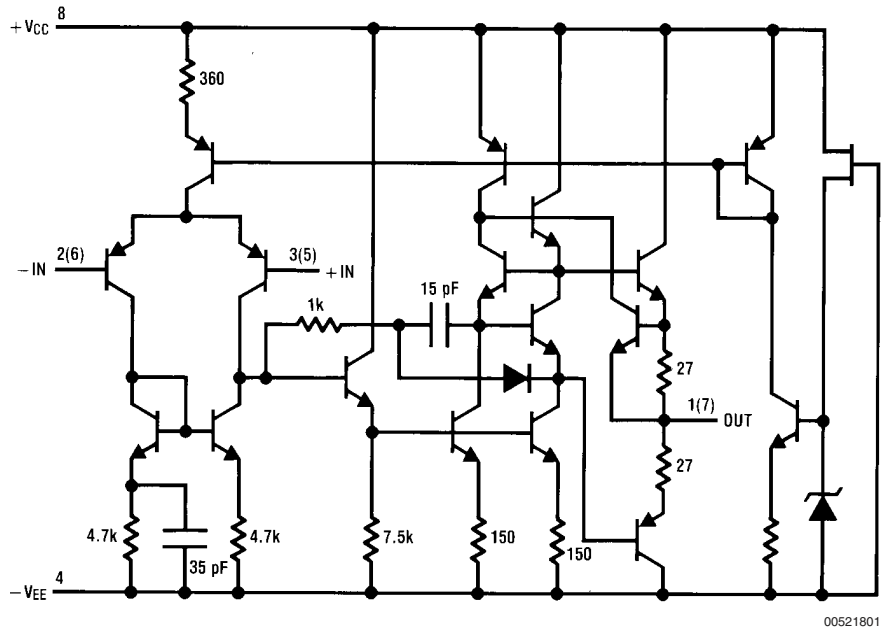 +VCC 8
360
2(6) 3(5)
−IN +IN
15 pF
1k
27
1(7)
OUT
27
4.7k 4.7k 7.5k 150 150
35 pF
−VEE 4
00521801